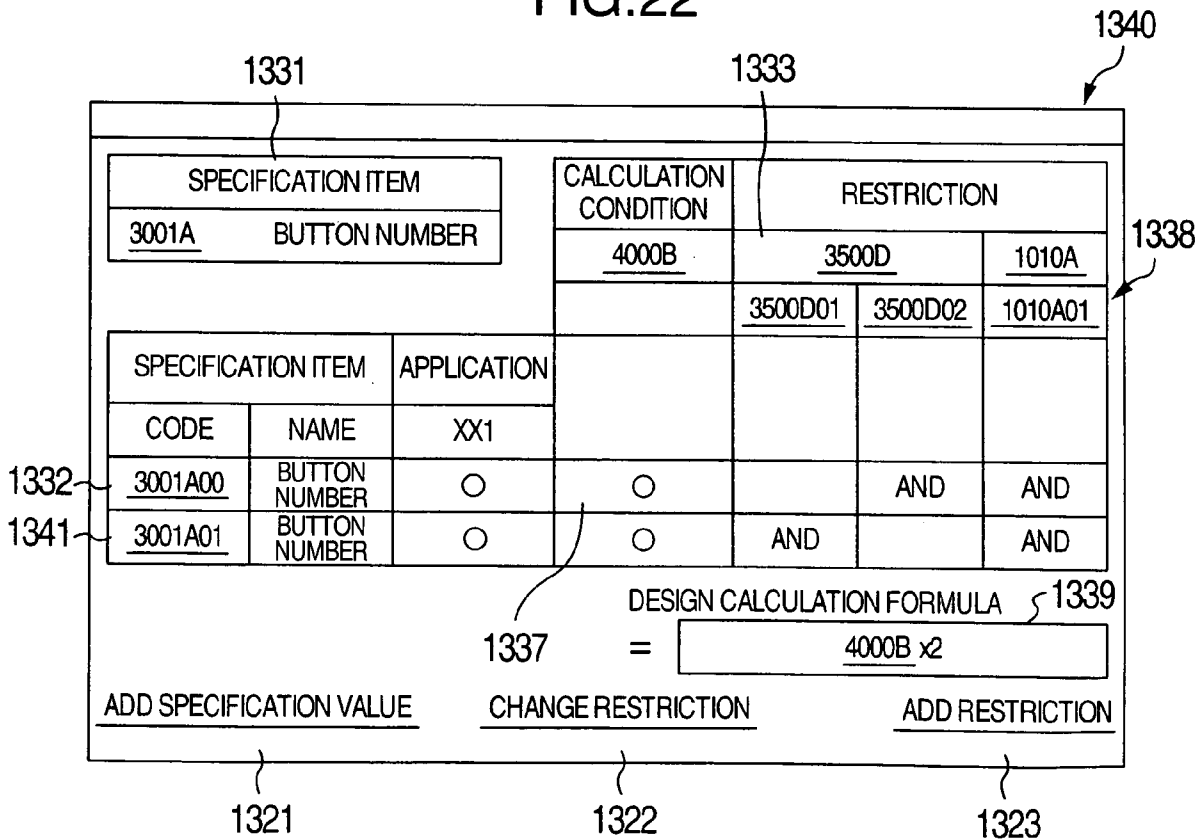 FIG.22
1340
1331
1333
SPECIFICATION ITEM
3001A BUTTON NUMBER
CALCULATION CONDITION
RESTRICTION
4000B
3500D
1010A
1338
3500D01
3500D02
1010A01
SPECIFICATION ITEM
APPLICATION
CODE
NAME
XX1
1332
3001A00
BUTTON NUMBER
○
○
AND
AND
1341
3001A01
BUTTON NUMBER
○
○
AND
AND
1337
DESIGN CALCULATION FORMULA
1339
=
4000B x2
ADD SPECIFICATION VALUE
CHANGE RESTRICTION
ADD RESTRICTION
1321
1322
1323